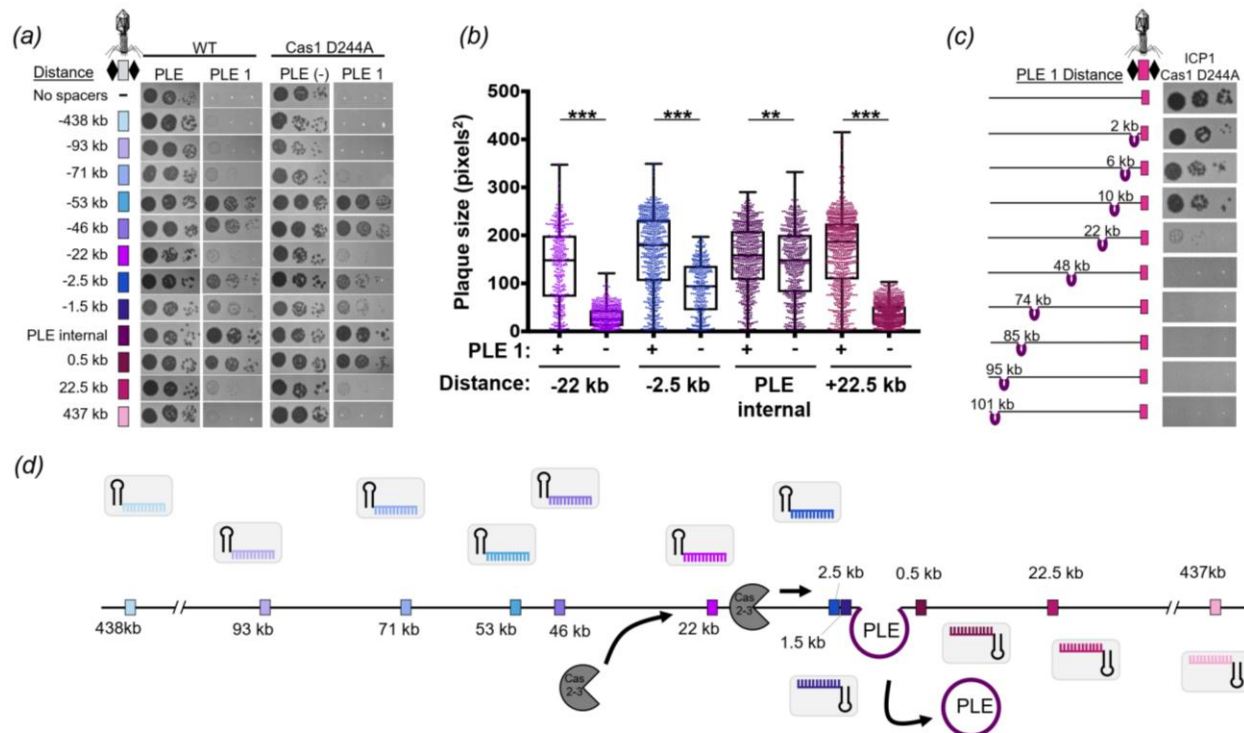 (a)
WT
Cas1 D244A
Distance
PLE
PLE 1
PLE (-)
PLE 1
No spacers
-438 kb
-93 kb
-71 kb
-53 kb
-46 kb
-22 kb
-2.5 kb
-1.5 kb
PLE internal
0.5 kb
22.5 kb
437 kb
(b)
Plaque size (pixels²)
500
400
300
200
100
0
***
***
**
***
PLE 1:
+
-
+
-
+
-
+
-
Distance:
-22 kb
-2.5 kb
PLE
internal
+22.5kb
(c)
PLE 1 Distance
ICP1
Cas1 D244A
2 kb
6 kb
10 kb
22 kb
48 kb
74 kb
85 kb
95 kb
101 kb
(d)
438kb
93 kb
71 kb
53 kb
46 kb
22 kb
Cas
2-3
Cas
2-3
2.5 kb
1.5 kb
PLE
PLE
0.5 kb
22.5 kb
437kb